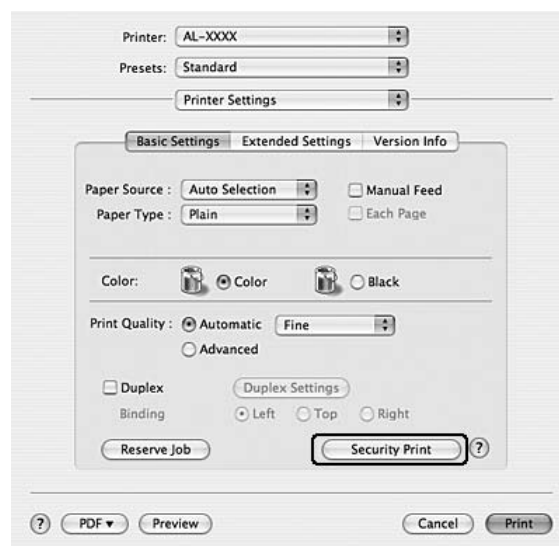 Printer: AL-XXXX
Presets: Standard
Printer Settings
Basic Settings Extended Settings Version Info
Paper Source : Auto Selection Manual Feed
Paper Type : Plain Each Page
Color: Color Black
Print Quality : Automatic Fine
Advanced
Duplex Duplex Settings
Binding Left Top Right
Reserve Job Security Print ?
? PDF ▾ Preview Cancel Print